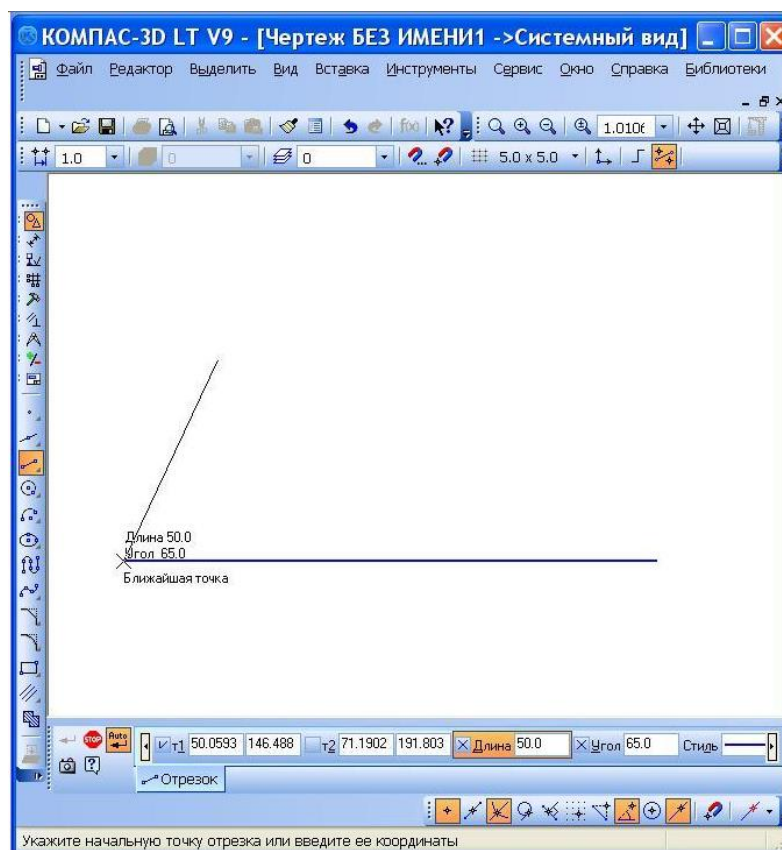 КОМПАС-3D LT V9 - [Чертеж БЕЗ ИМЕНИ1 ->Системный вид]
Файл Редактор Выделить Вид Вставка Инструменты Сервис Окно Справка Библиотеки
f(x) 1.0106
1.0 0 0 5.0 x 5.0
Длина 50.0
Угол 65.0
Ближайшая точка
STOP Auto т1 50.0593 146.488 т2 71.1902 191.803 Длина 50.0 Угол 65.0 Стиль
Отрезок
Укажите начальную точку отрезка или введите ее координаты